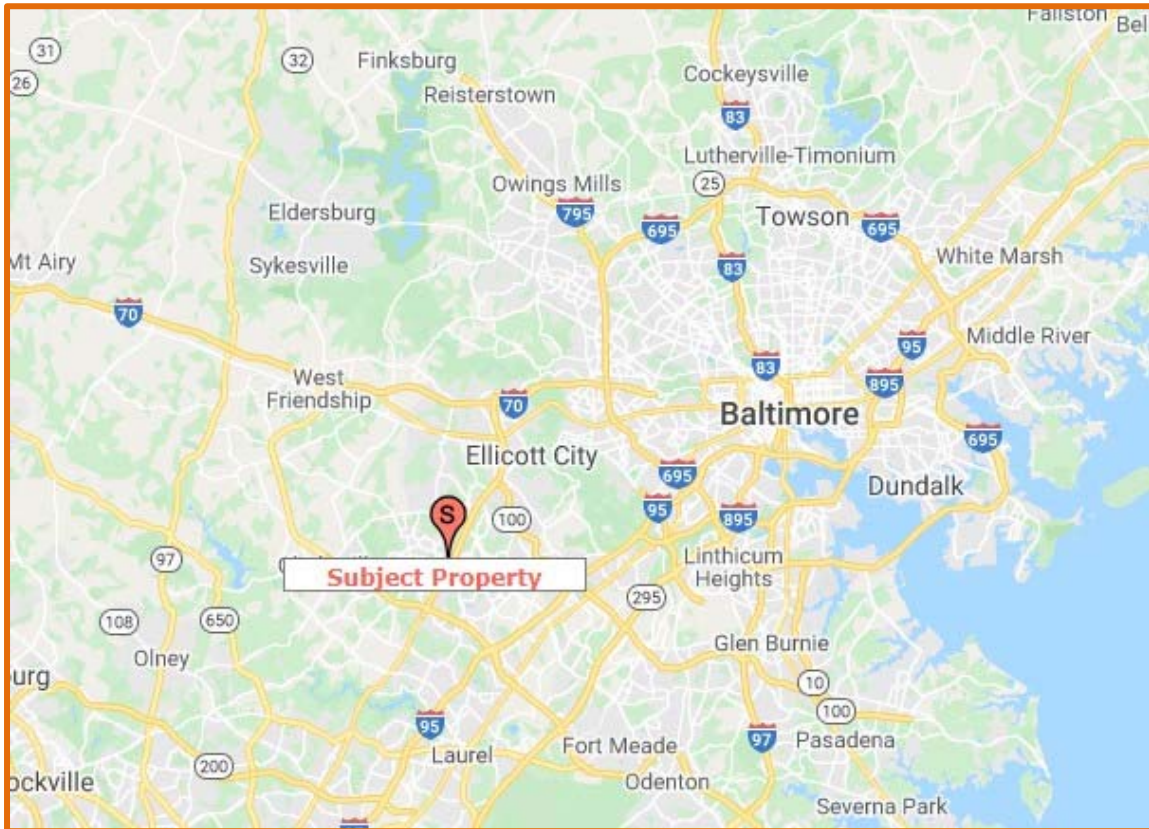 Fallston
Bel
31
32
Finksburg
26
Cockeysville
Reisterstown
83
Lutherville-Timonium
Owings Mills
25
795
Towson
Eldersburg
695
695
White Marsh
Mt Airy
Sykesville
83
70
Middle River
95
West
Friendship
83
895
70
Baltimore
695
Ellicott City
695
Dundalk
S
95
100
895
97
Linthicum
Heights
Subject Property
295
108
650
Glen Burnie
Olney
burg
10
95
100
Laurel
Fort Meade
97
Pasadena
200
ockville
Odenton
Severna Park